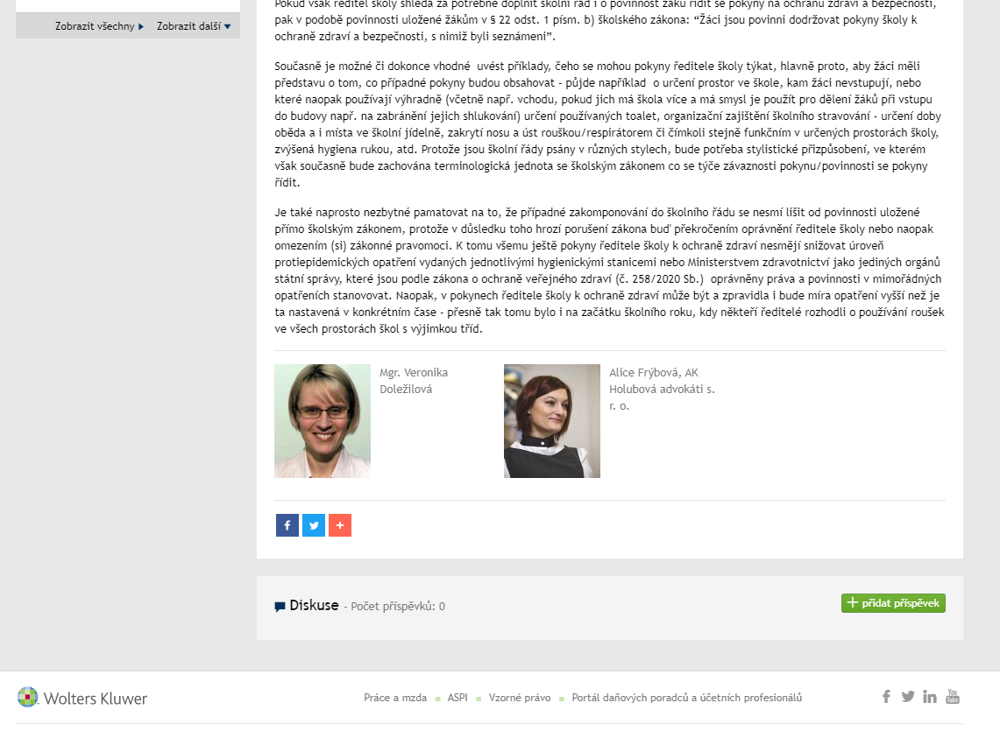 Pokud však ředitel školy shledá za potřebné doplnit školní řád i o povinnost žáků řídit se pokyny na ochranu zdraví a bezpečnosti,
pak v podobě povinnosti uložené žákům v § 22 odst. 1 písm. b) školského zákona: “Žáci jsou povinni dodržovat pokyny školy k
ochraně zdraví a bezpečnosti, s nimiž byli seznámeni”.
Zobrazit všechny
Zobrazit další
Současně je možné či dokonce vhodné uvést příklady, čeho se mohou pokyny ředitele školy týkat, hlavně proto, aby žáci měli
představu o tom, co případné pokyny budou obsahovat - půjde například o určení prostor ve škole, kam žáci nevstupují, nebo
které naopak používají výhradně (včetně např. vchodu, pokud jich má škola více a má smysl je použít pro dělení žáků při vstupu
do budovy např. na zabránění jejich shlukování) určení používaných toalet, organizační zajištění školního stravování - určení doby
oběda a i místa ve školní jídelně, zakrytí nosu a úst rouškou/respirátorem či čímkoli stejně funkčním v určených prostorách školy,
zvýšená hygiena rukou, atd. Protože jsou školní řády psány v různých stylech, bude potřeba stylistické přizpůsobení, ve kterém
však současně bude zachována terminologická jednota se školským zákonem co se týče závaznosti pokynu/povinnosti se pokyny
řídit.
Je také naprosto nezbytné pamatovat na to, že případné zakomponování do školního řádu se nesmí lišit od povinnosti uložené
přímo školským zákonem, protože v důsledku toho hrozí porušení zákona buď překročením oprávnění ředitele školy nebo naopak
omezením (si) zákonné pravomoci. K tomu všemu ještě pokyny ředitele školy k ochraně zdraví nesmějí snižovat úroveň
protiepidemických opatření vydaných jednotlivými hygienickými stanicemi nebo Ministerstvem zdravotnictví jako jediných orgánů
státní správy, které jsou podle zákona o ochraně veřejného zdraví (č. 258/2020 Sb.) oprávněny práva a povinnosti v mimořádných
opatřeních stanovovat. Naopak, v pokynech ředitele školy k ochraně zdraví může být a zpravidla i bude míra opatření vyšší než je
ta nastavená v konkrétním čase - přesně tak tomu bylo i na začátku školního roku, kdy někteří ředitelé rozhodli o používání roušek
ve všech prostorách škol s výjimkou tříd.
Mgr. Veronika
Doležilová
Alice Frýbová, AK
Holubová advokáti s.
r. o.
Diskuse - Počet příspěvků: 0
přidat příspěvek
Wolters Kluwer
Práce a mzda
ASPI
Vzorné právo
Portál daňových poradců a účetních profesionálů
You
Tube